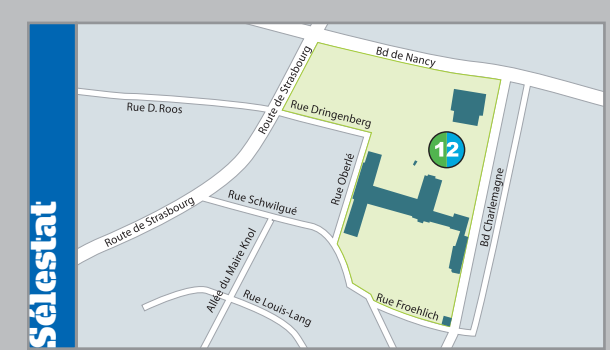 Sélestat
Bd de Nancy
Route de Strasbourg
Rue D. Roos
Rue Dringenberg
12
Rue Oberlé
Bd Charlemagne
Rue Schwilgué
Route de Strasbourg
Allée du Maire Knol
Rue Louis-Lang
Rue Froehlich